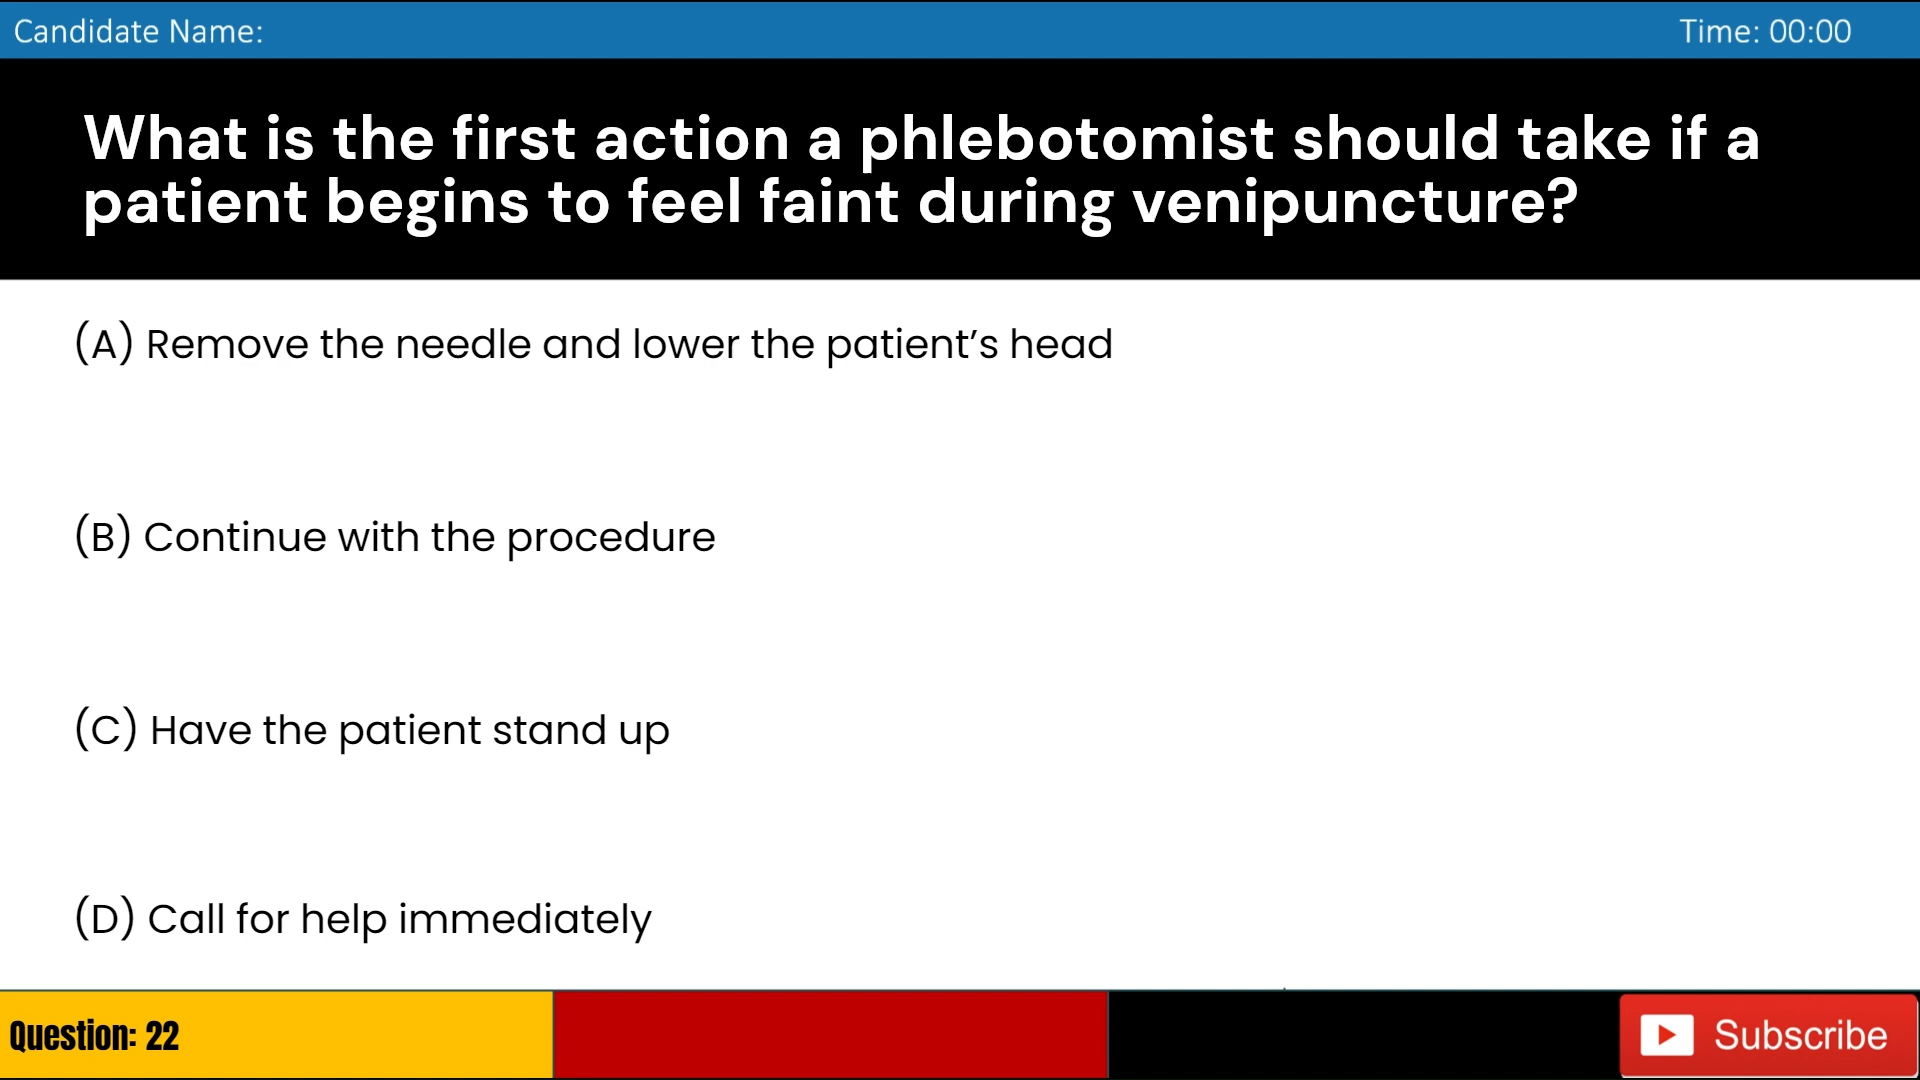 Candidate Name:
Time: 00:00
What is the first action a phlebotomist should take if a
patient begins to feel faint during venipuncture?
(A) Remove the needle and lower the patient’s head
(B) Continue with the procedure
(C) Have the patient stand up
(D) Call for help immediately
Question: 22
Subscribe